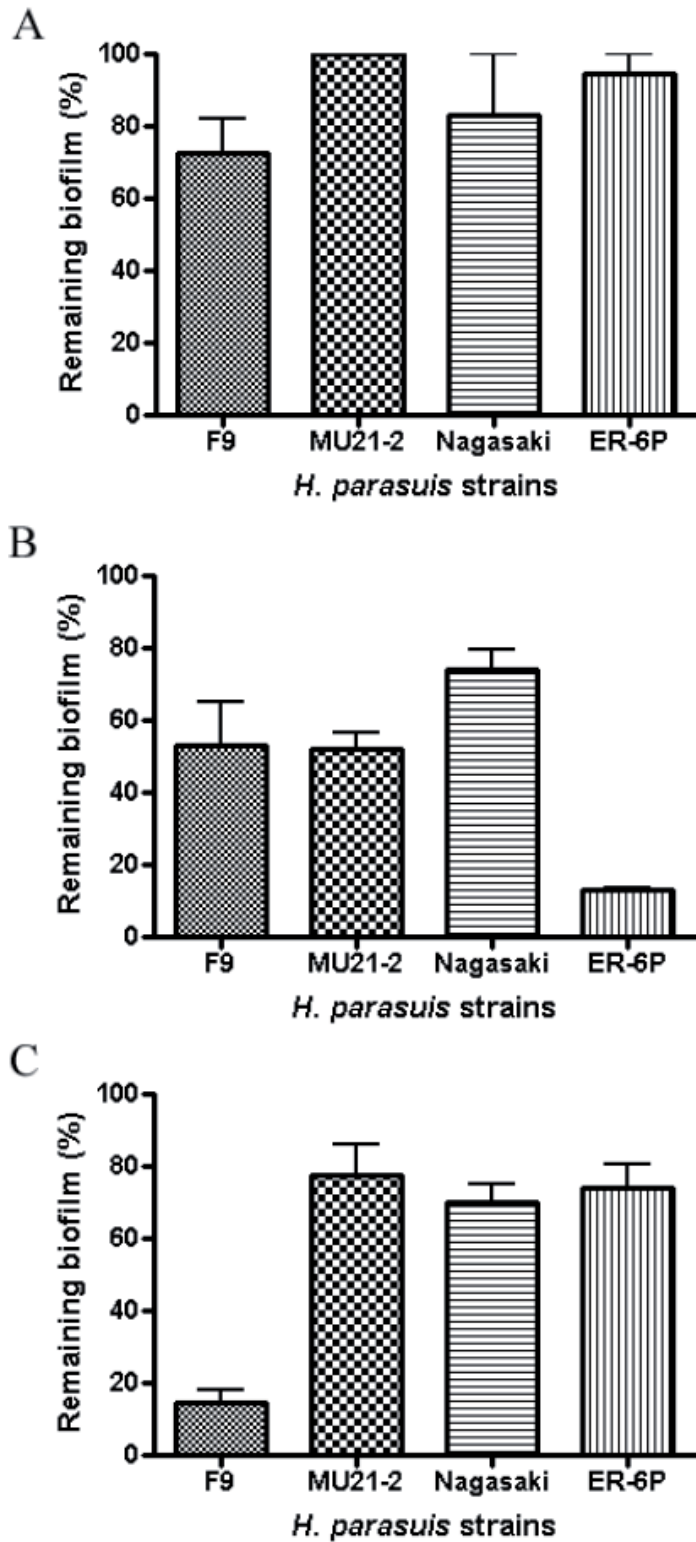 A
Remaining biofilm (%)
100
80
60
40
20
0
F9 MU21-2 Nagasaki ER-6P
H. parasuis strains
B
Remaining biofilm (%)
100
80
60
40
20
0
F9 MU21-2 Nagasaki ER-6P
H. parasuis strains
C
Remaining biofilm (%)
100
80
60
40
20
0
F9 MU21-2 Nagasaki ER-6P
H. parasuis strains